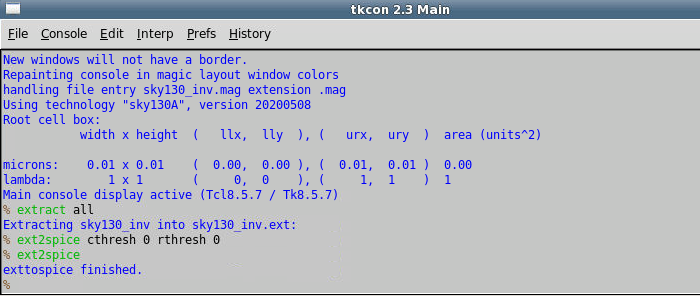 tkcon 2.3 Main
File Console Edit Interp Prefs History
New windows will not have a border.
Repainting console in magic layout window colors
handling file entry sky130_inv.mag extension .mag
Using technology "sky130A", version 20200508
Root cell box:
width x height ( llx, lly ), ( urx, ury ) area (units^2)
microns: 0.01 x 0.01 ( 0.00, 0.00 ), ( 0.01, 0.01 ) 0.00
lambda: 1 x 1 ( 0, 0 ), ( 1, 1 ) 1
Main console display active (Tcl8.5.7 / Tk8.5.7)
% extract all
Extracting sky130_inv into sky130_inv.ext:
% ext2spice cthresh 0 rthresh 0
% ext2spice
exttospice finished.
%